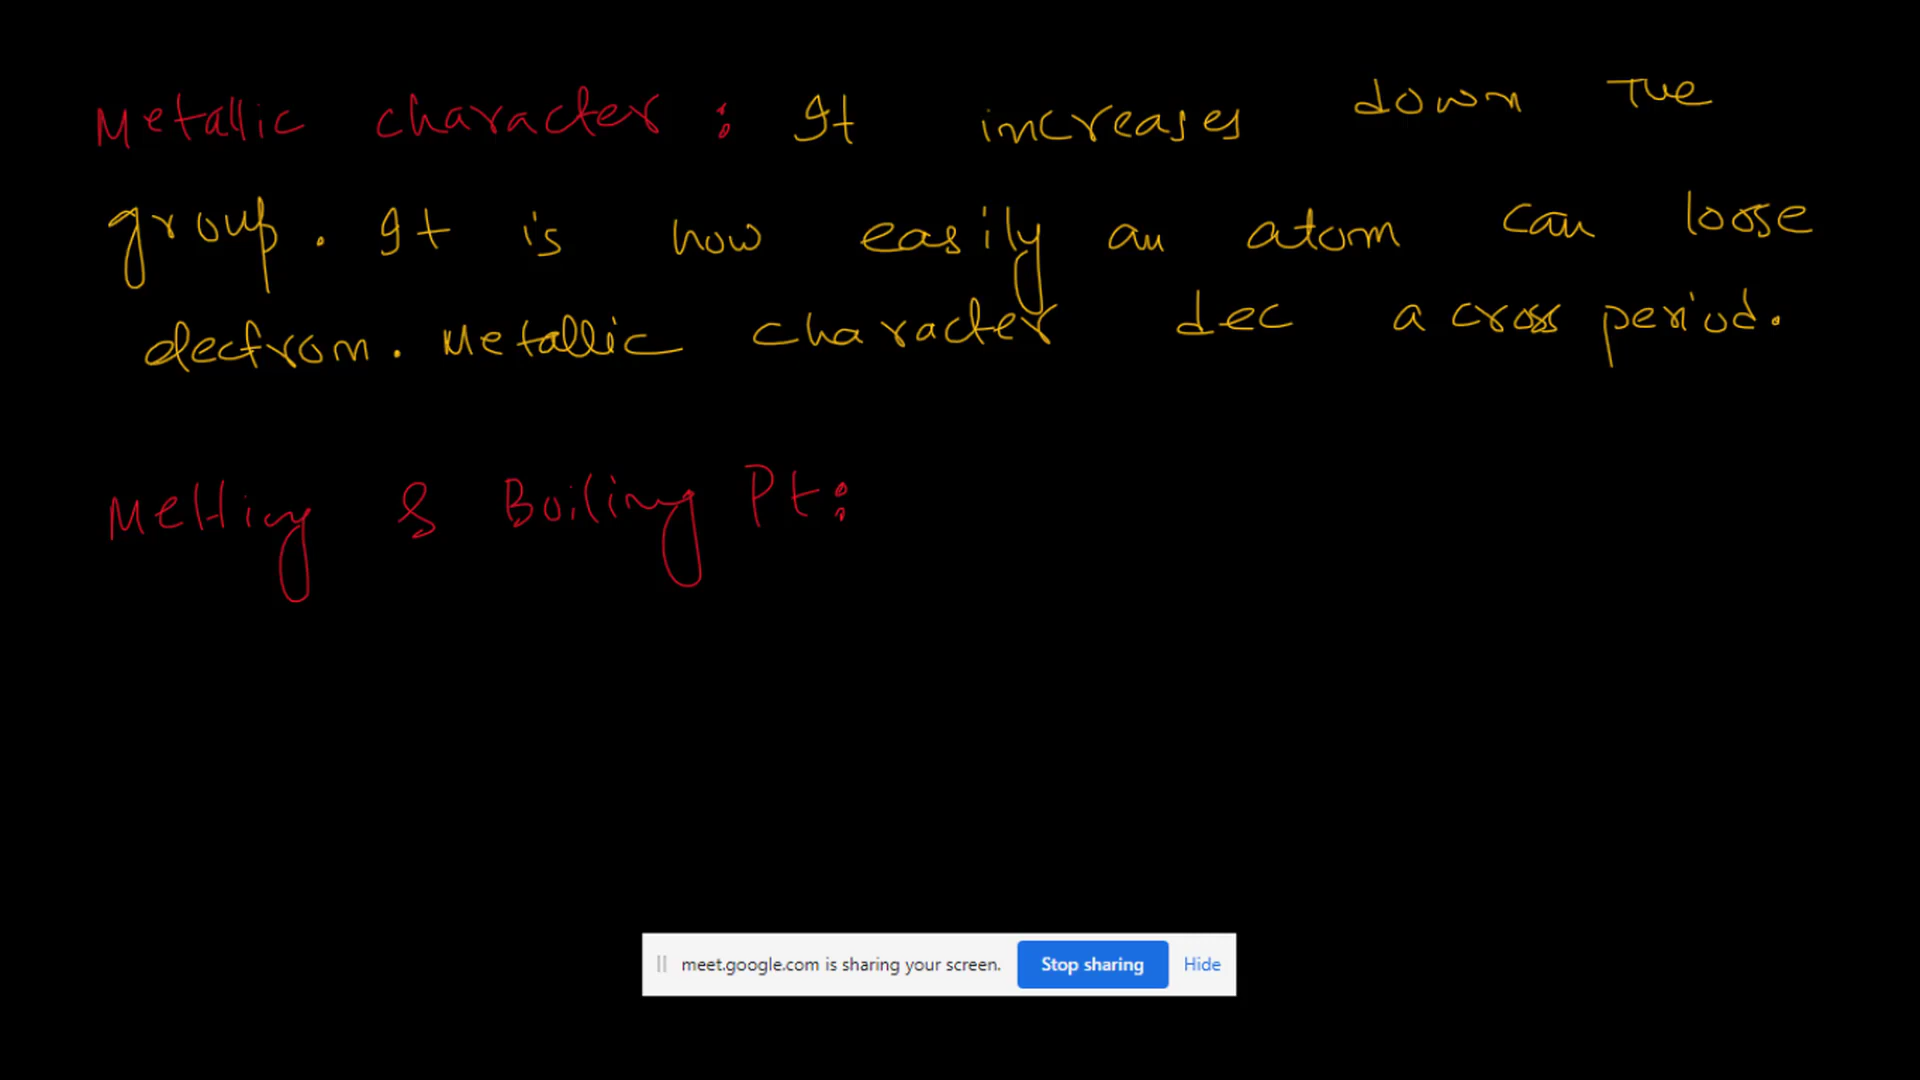 Metallic character : It increases down the
group. It is how easily an atom can loose
electron. Metallic character dec across period.
Melting & Boiling Pt:
meet.google.com is sharing your screen. Stop sharing Hide